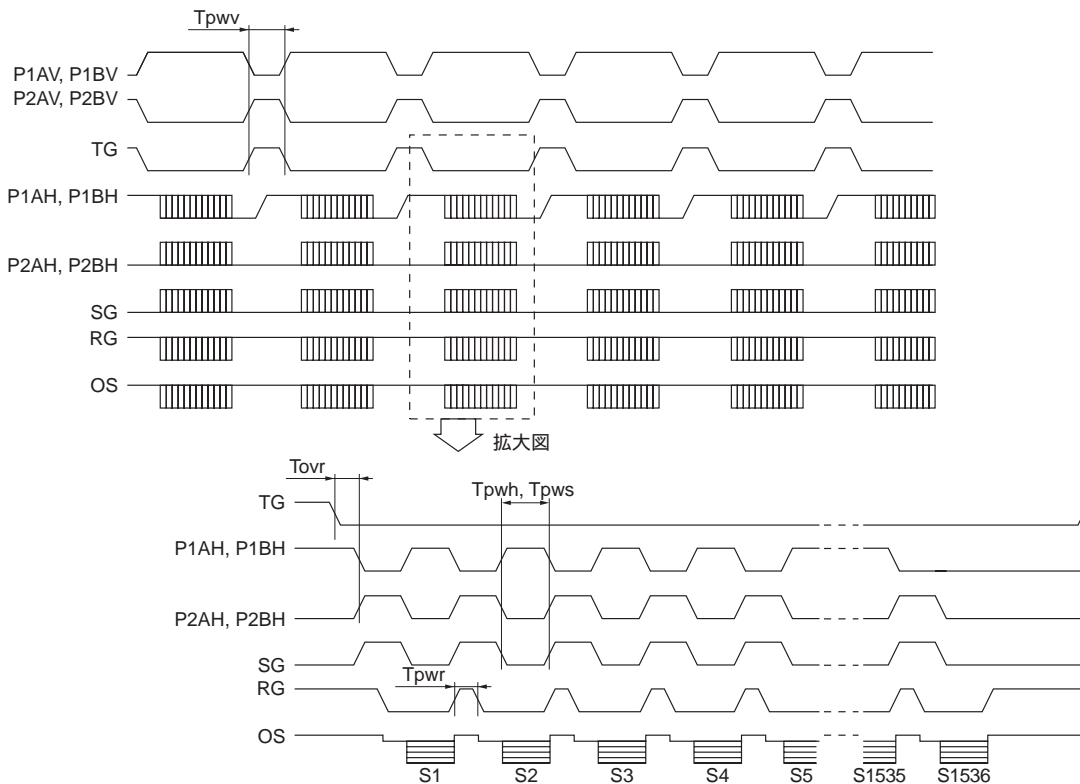 Tpwv
P1AV, P1BV
P2AV, P2BV
TG
P1AH, P1BH
P2AH, P2BH
SG
RG
OS
拡大図
Tovr
Tpwh, Tpws
TG
P1AH, P1BH
P2AH, P2BH
SG
Tpwr
RG
OS
S1 S2 S3 S4 S5 S1535 S1536